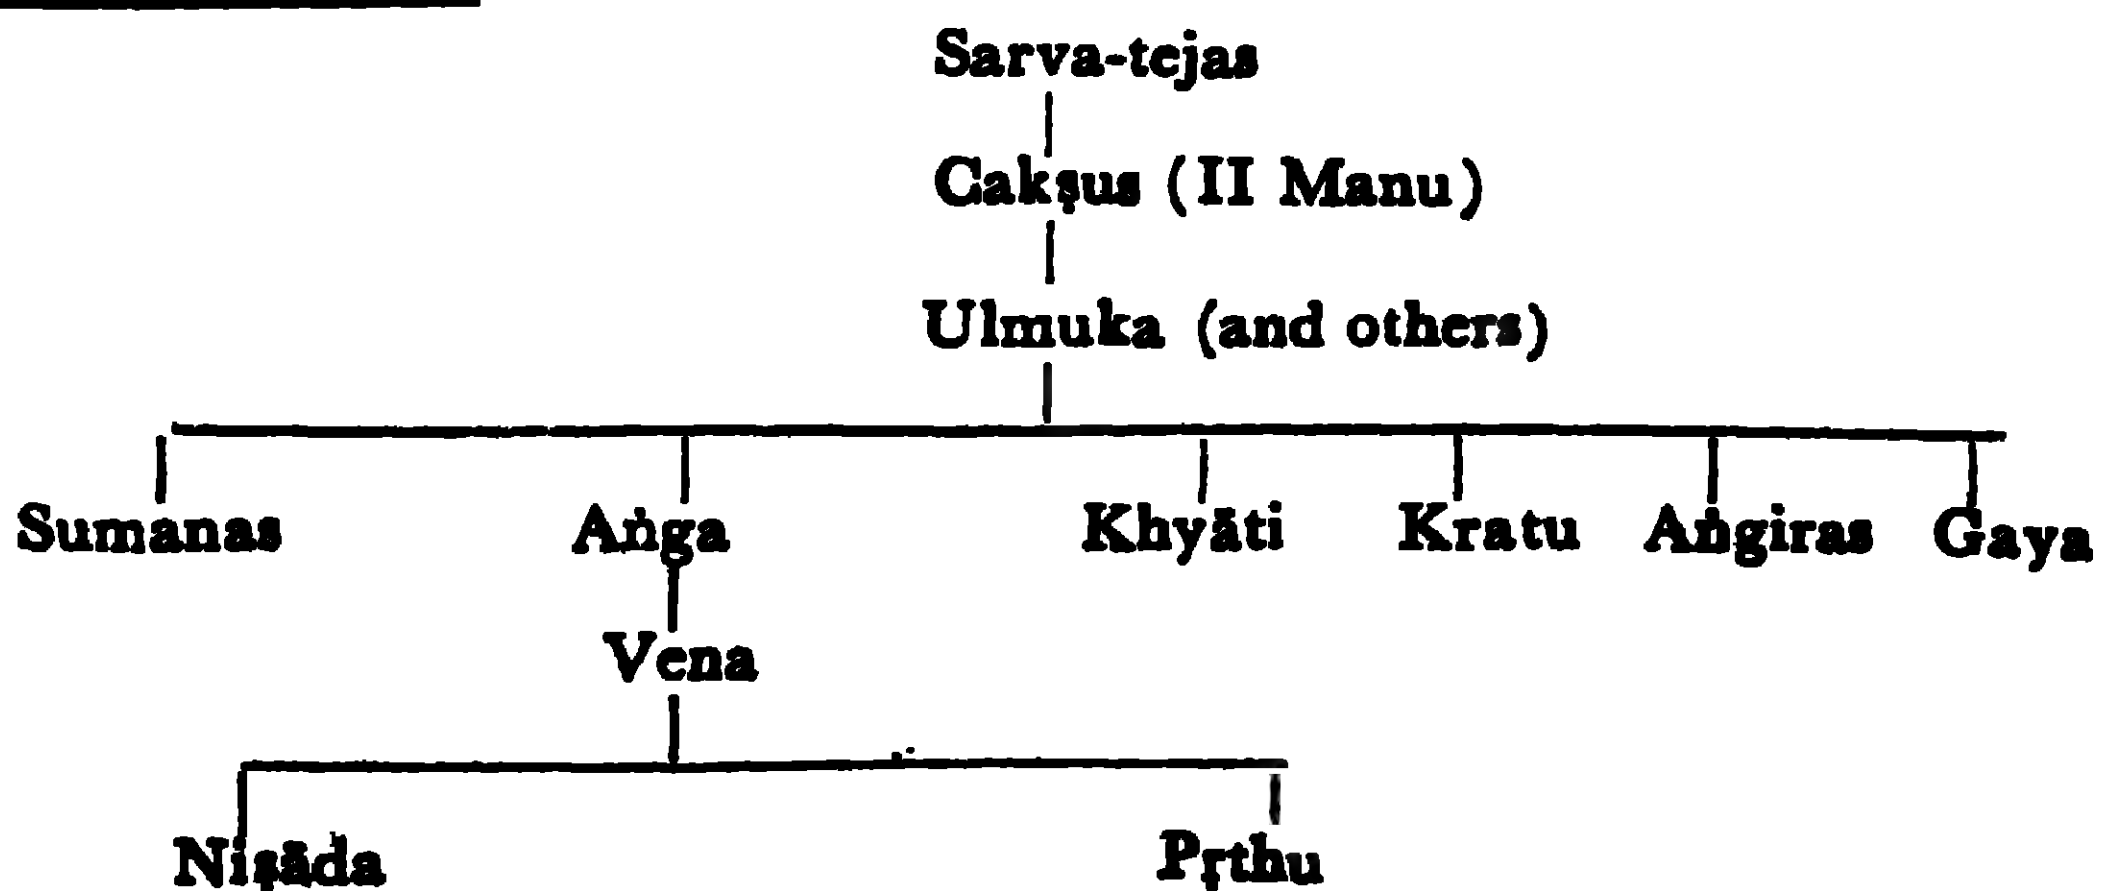 Sarva-tejas
Cakṣus (II Manu)
Ulmuka (and others)
Sumanas Aṅga Khyāti Kratu Aṅgiras Gaya
Vena
Niṣāda Pṛthu